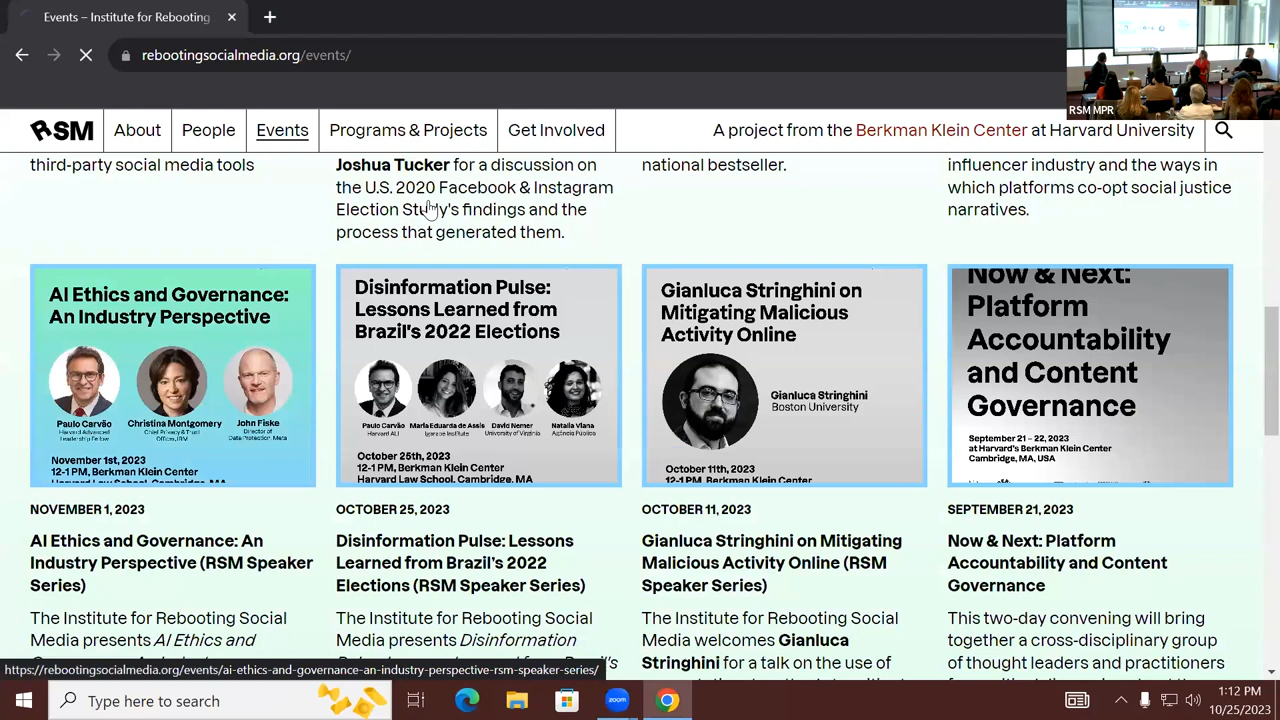 Events – Institute for Rebooting
rebootingsocialmedia.org/events/
RSM MPR
RSM
About
People
Events
Programs & Projects
Get Involved
A project from the Berkman Klein Center at Harvard University
third-party social media tools
Joshua Tucker for a discussion on
the U.S. 2020 Facebook & Instagram
Election Study's findings and the
process that generated them.
national bestseller.
influencer industry and the ways in
which platforms co-opt social justice
narratives.
AI Ethics and Governance:
An Industry Perspective
Paulo Carvão
Harvard Advanced
Leadership Fellow
Christina Montgomery
Chief Privacy & Trust
Officer, IBM
John Fiske
Director of
Data Protection, Meta
November 1st, 2023
12-1 PM, Berkman Klein Center
Harvard Law School, Cambridge, MA
Disinformation Pulse:
Lessons Learned from
Brazil's 2022 Elections
Paulo Carvão
Harvard ALI
Maria Eduarda de Assis
Igarape Institute
David Nemer
University of Virginia
Natalia Viana
Agência Pública
October 25th, 2023
12-1 PM, Berkman Klein Center
Harvard Law School, Cambridge, MA
Gianluca Stringhini on
Mitigating Malicious
Activity Online
Gianluca Stringhini
Boston University
October 11th, 2023
12-1 PM, Berkman Klein Center
Now & Next:
Platform
Accountability
and Content
Governance
September 21 – 22, 2023
at Harvard's Berkman Klein Center
Cambridge, MA, USA
NOVEMBER 1, 2023
AI Ethics and Governance: An
Industry Perspective (RSM Speaker
Series)
The Institute for Rebooting Social
Media presents AI Ethics and
OCTOBER 25, 2023
Disinformation Pulse: Lessons
Learned from Brazil's 2022
Elections (RSM Speaker Series)
The Institute for Rebooting Social
Media presents Disinformation
OCTOBER 11, 2023
Gianluca Stringhini on Mitigating
Malicious Activity Online (RSM
Speaker Series)
The Institute for Rebooting Social
Media welcomes Gianluca
Stringhini for a talk on the use of
SEPTEMBER 21, 2023
Now & Next: Platform
Accountability and Content
Governance
This two-day convening will bring
together a cross-disciplinary group
of thought leaders and practitioners
https://rebootingsocialmedia.org/events/ai-ethics-and-governance-an-industry-perspective-rsm-speaker-series/
Type here to search
zoom
1:12 PM
10/25/2023